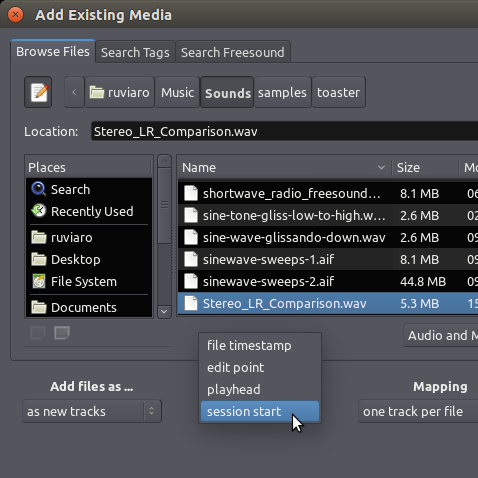 Add Existing Media
Browse Files Search Tags Search Freesound
ruviaro Music Sounds samples toaster
Location: Stereo_LR_Comparison.wav
Places Name Size Mo
Search shortwave_radio_freesound... 8.1 MB 06
Recently Used sine-tone-gliss-low-to-high.w... 2.6 MB 02
ruviaro sine-wave-glissando-down.wav 2.6 MB 09
Desktop sinewave-sweeps-1.aif 8.1 MB 09
File System sinewave-sweeps-2.aif 44.8 MB 09
Documents Stereo_LR_Comparison.wav 5.3 MB 15
file timestamp Audio and M
edit point
playhead
session start
Add files as ... Mapping
as new tracks one track per file